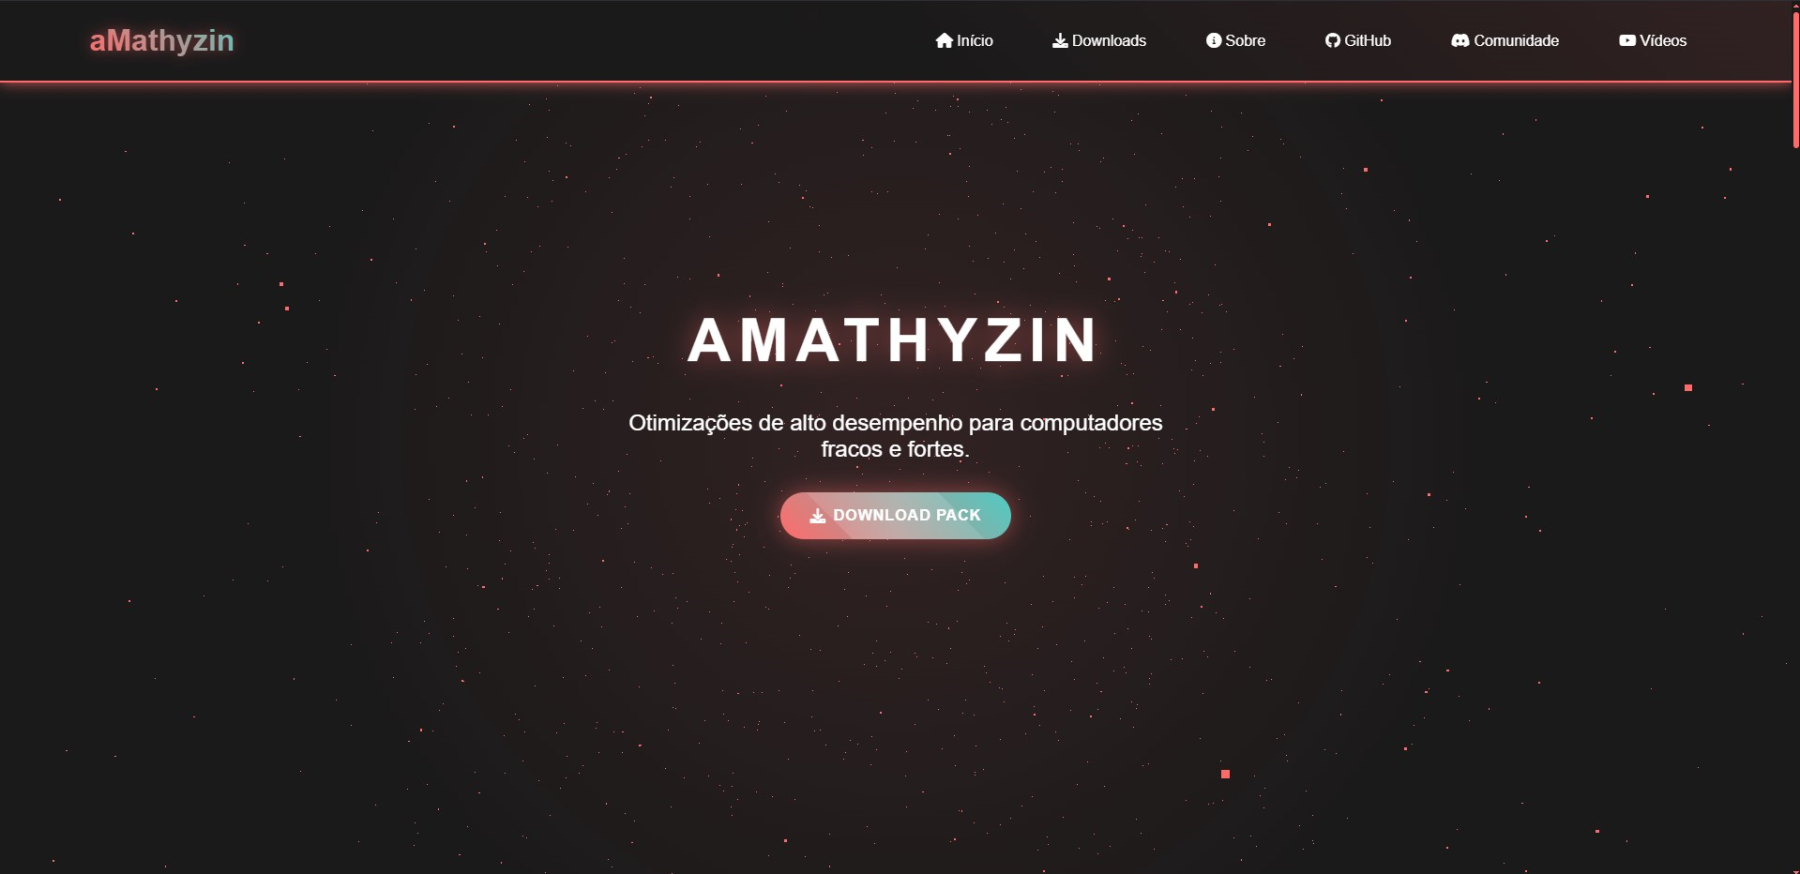 aMathyzin
Início
Downloads
Sobre
GitHub
Comunidade
Vídeos
AMATHYZIN
Otimizações de alto desempenho para computadores
fracos e fortes.
DOWNLOAD PACK